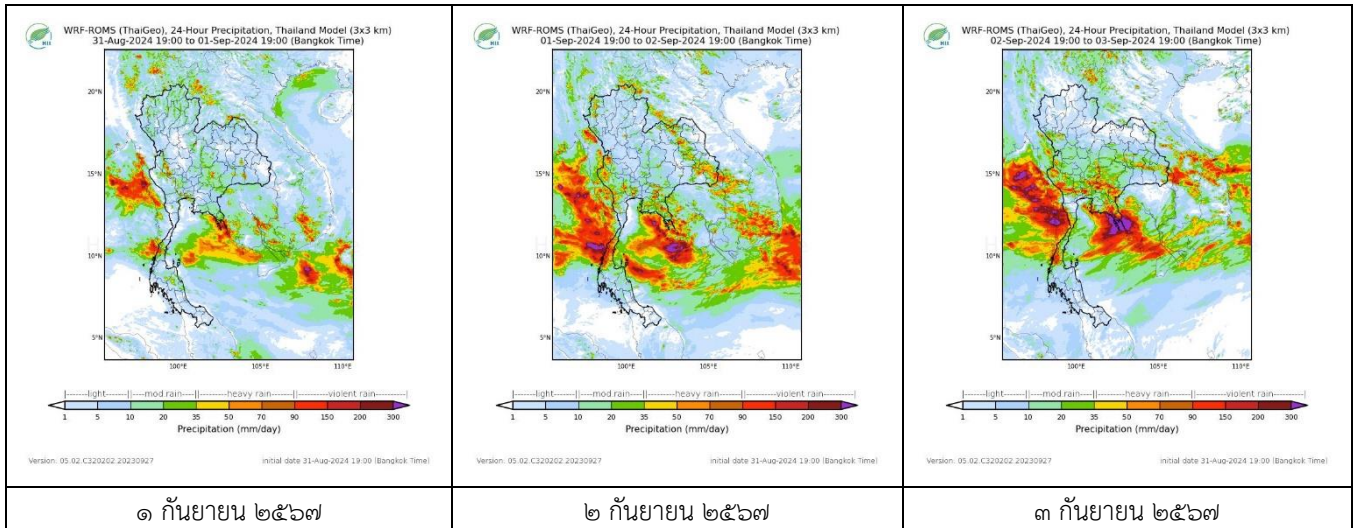 WRF-ROMS (ThaiGeo), 24-Hour Precipitation, Thailand Model (3x3 km)
31-Aug-2024 19:00 to 01-Sep-2024 19:00 (Bangkok Time)
20°N
15°N
10°N
5°N
100°E 105°E 110°E
light mod.rain heavy rain violent rain
1 5 10 20 35 50 70 90 150 200 300
Precipitation (mm/day)
Version: 05.02.C320202.20230927 initial date 31-Aug-2024 19:00 (Bangkok Time)
๑ กันยายน ๒๕๖๗
WRF-ROMS (ThaiGeo), 24-Hour Precipitation, Thailand Model (3x3 km)
01-Sep-2024 19:00 to 02-Sep-2024 19:00 (Bangkok Time)
20°N
15°N
10°N
5°N
100°E 105°E 110°E
light mod.rain heavy rain violent rain
1 5 10 20 35 50 70 90 150 200 300
Precipitation (mm/day)
Version: 05.02.C320202.20230927 initial date 31-Aug-2024 19:00 (Bangkok Time)
๒ กันยายน ๒๕๖๗
WRF-ROMS (ThaiGeo), 24-Hour Precipitation, Thailand Model (3x3 km)
02-Sep-2024 19:00 to 03-Sep-2024 19:00 (Bangkok Time)
20°N
15°N
10°N
5°N
100°E 105°E 110°E
light mod.rain heavy rain violent rain
1 5 10 20 35 50 70 90 150 200 300
Precipitation (mm/day)
Version: 05.02.C320202.20230927 initial date 31-Aug-2024 19:00 (Bangkok Time)
๓ กันยายน ๒๕๖๗